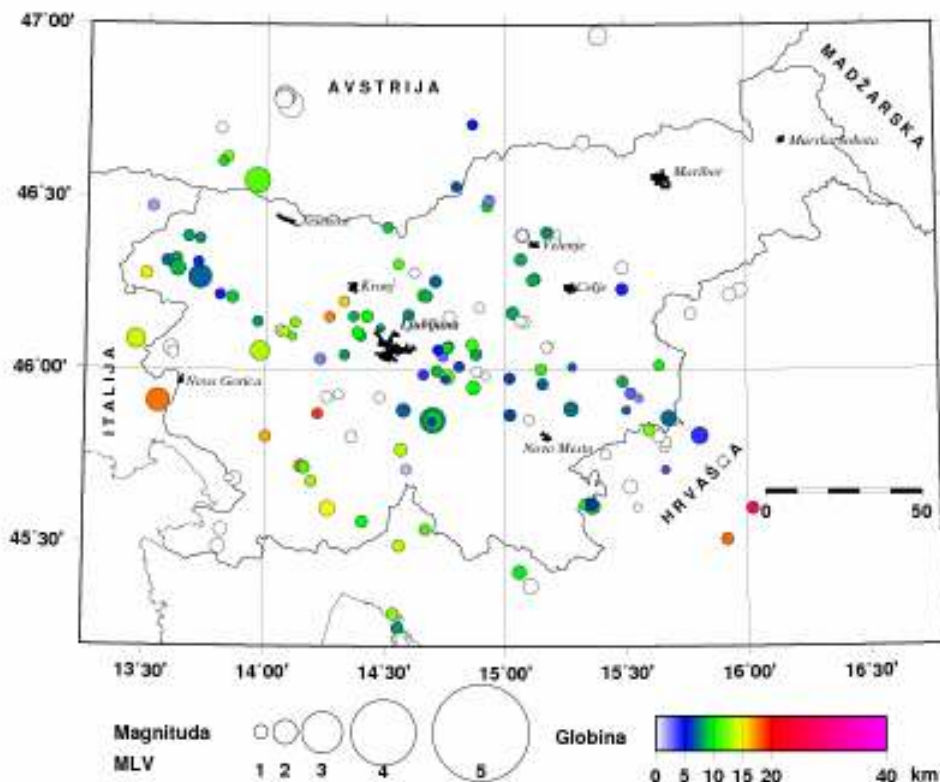 47°00'
AVSTRIJA
MADŽARSKA
Murska Sobota
Maribor
46°30'
Jesenice
Velenje
Kranj
Celje
Ljubljana
46°00'
ITALIJA
Nova Gorica
Novo Mesto
HRVAŠČA
0 50
45°30'
13°30' 14°00' 14°30' 15°00' 15°30' 16°00' 16°30'
Magnituda
MLV
1 2 3 4 5
Globina
0 5 10 15 20 40 km